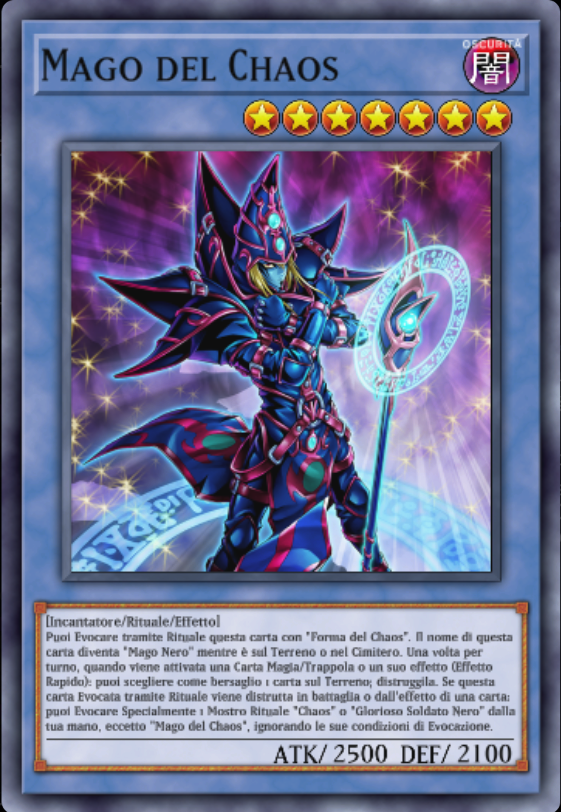 Mago del Chaos
OSCURITÀ
闇
[Incantatore/Rituale/Effetto]
Puoi Evocare tramite Rituale questa carta con "Forma del Chaos". Il nome di questa
carta diventa "Mago Nero" mentre è sul Terreno o nel Cimitero. Una volta per
turno, quando viene attivata una Carta Magia/Trappola o un suo effetto (Effetto
Rapido): puoi scegliere come bersaglio 1 carta sul Terreno; distruggila. Se questa
carta Evocata tramite Rituale viene distrutta in battaglia o dall'effetto di una carta:
puoi Evocare Specialmente 1 Mostro Rituale "Chaos" o "Glorioso Soldato Nero" dalla
tua mano, eccetto "Mago del Chaos", ignorando le sue condizioni di Evocazione.
ATK/ 2500 DEF/ 2100